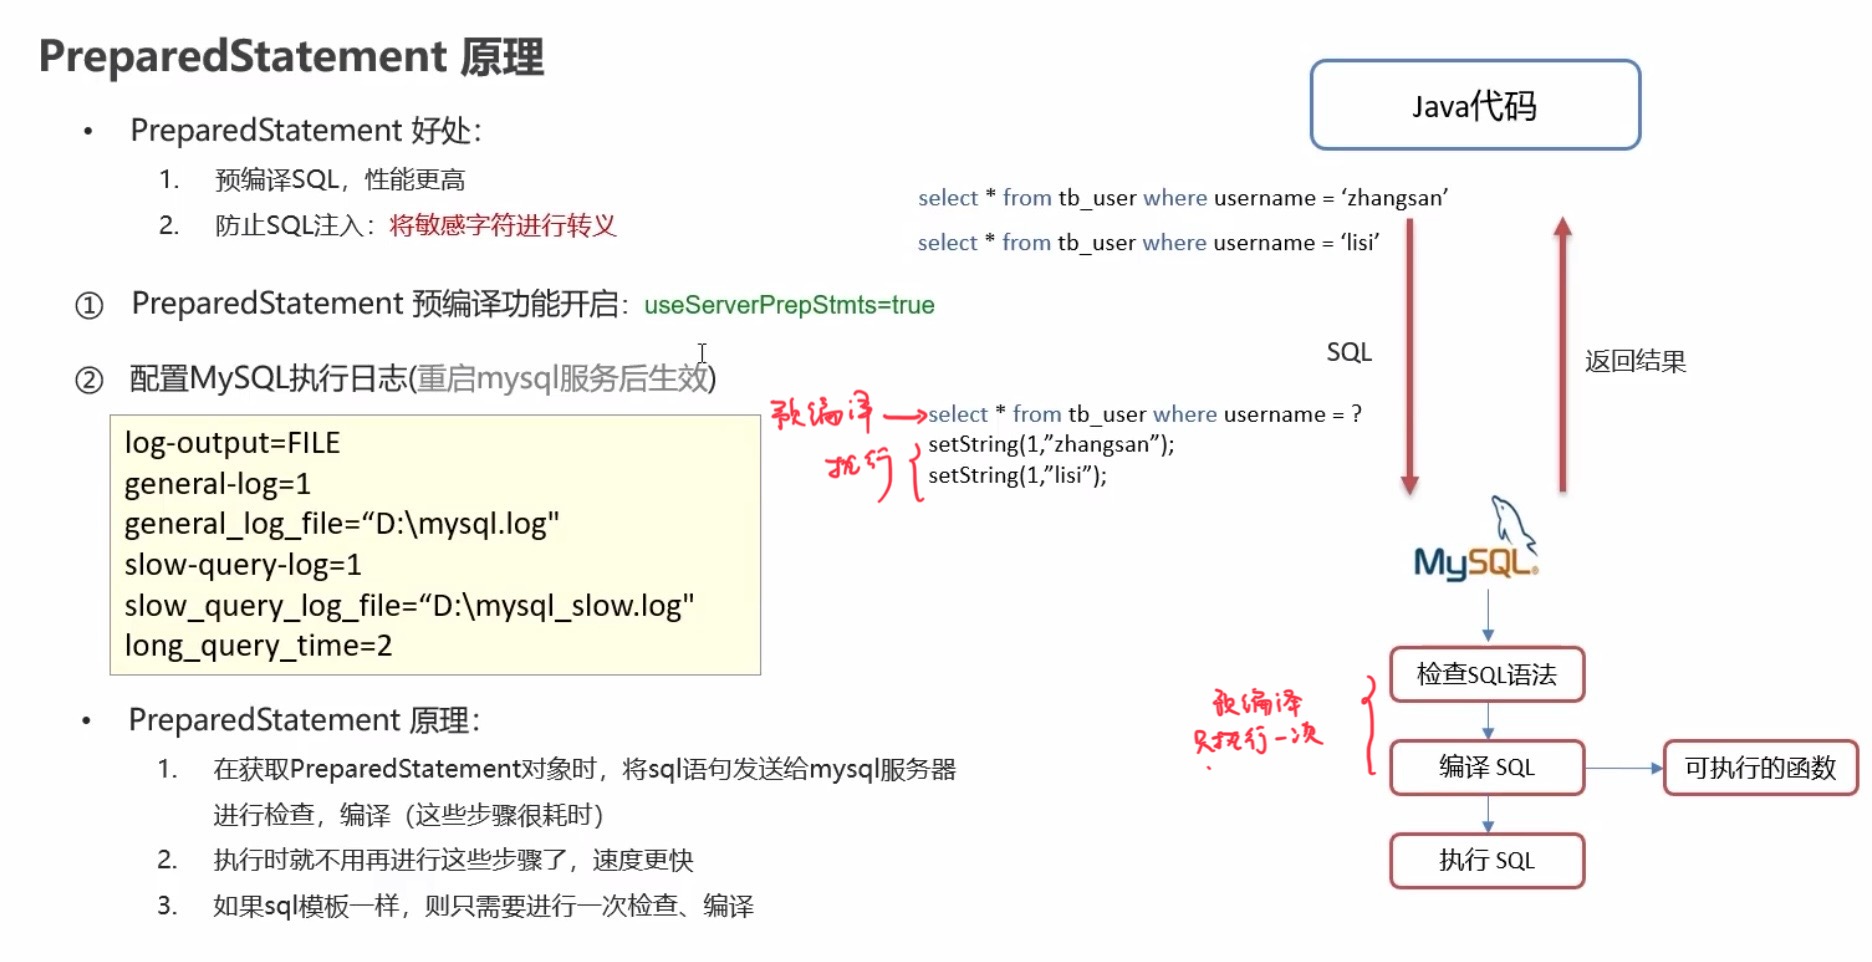 PreparedStatement 原理
• PreparedStatement 好处：
1. 预编译SQL，性能更高
2. 防止SQL注入：将敏感字符进行转义
① PreparedStatement 预编译功能开启：useServerPrepStmts=true
② 配置MySQL执行日志(重启mysql服务后生效)
log-output=FILE
general-log=1
general_log_file=“D:\mysql.log"
slow-query-log=1
slow_query_log_file=“D:\mysql_slow.log"
long_query_time=2
• PreparedStatement 原理：
1. 在获取PreparedStatement对象时，将sql语句发送给mysql服务器
进行检查，编译（这些步骤很耗时）
2. 执行时就不用再进行这些步骤了，速度更快
3. 如果sql模板一样，则只需要进行一次检查、编译
Java代码
select * from tb_user where username = ‘zhangsan’
select * from tb_user where username = ‘lisi’
SQL
返回结果
预编译
select * from tb_user where username = ?
执行
setString(1,”zhangsan”);
setString(1,”lisi”);
MySQL®
检查SQL语法
预编译
只执行一次
编译 SQL
可执行的函数
执行 SQL